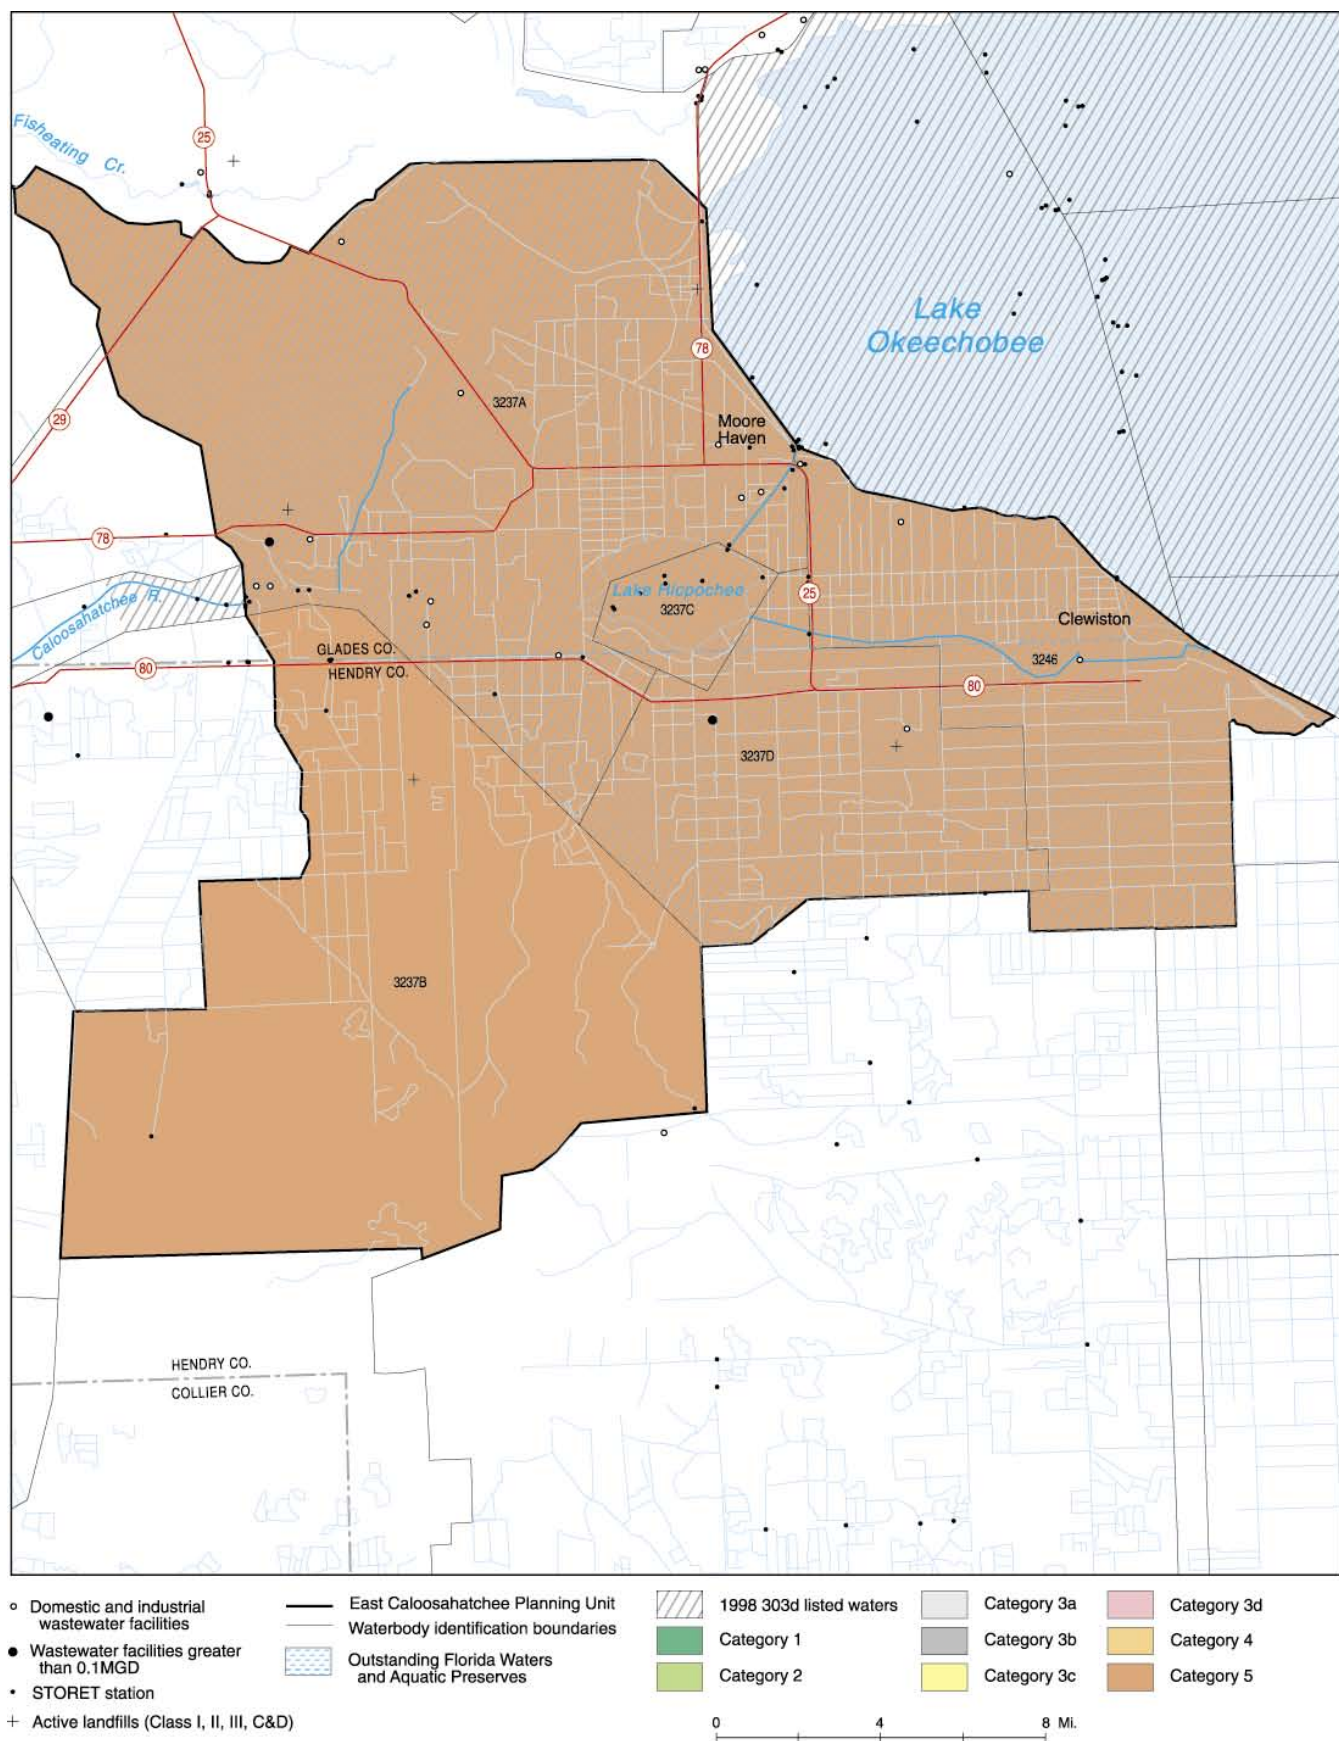 Fisheating Cr.
25
Lake
Okeechobee
78
3237A
29
Moore
Haven
78
Lake Hicpochee
25
3237C
Caloosahatchee R.
Clewiston
GLADES CO.
HENDRY CO.
3246
80
80
3237D
3237B
HENDRY CO.
COLLIER CO.
Domestic and industrial
wastewater facilities
Wastewater facilities greater
than 0.1MGD
STORET station
Active landfills (Class I, II, III, C&D)
East Caloosahatchee Planning Unit
Waterbody identification boundaries
Outstanding Florida Waters
and Aquatic Preserves
1998 303d listed waters
Category 1
Category 2
Category 3a
Category 3b
Category 3c
Category 3d
Category 4
Category 5
0 4 8 Mi.